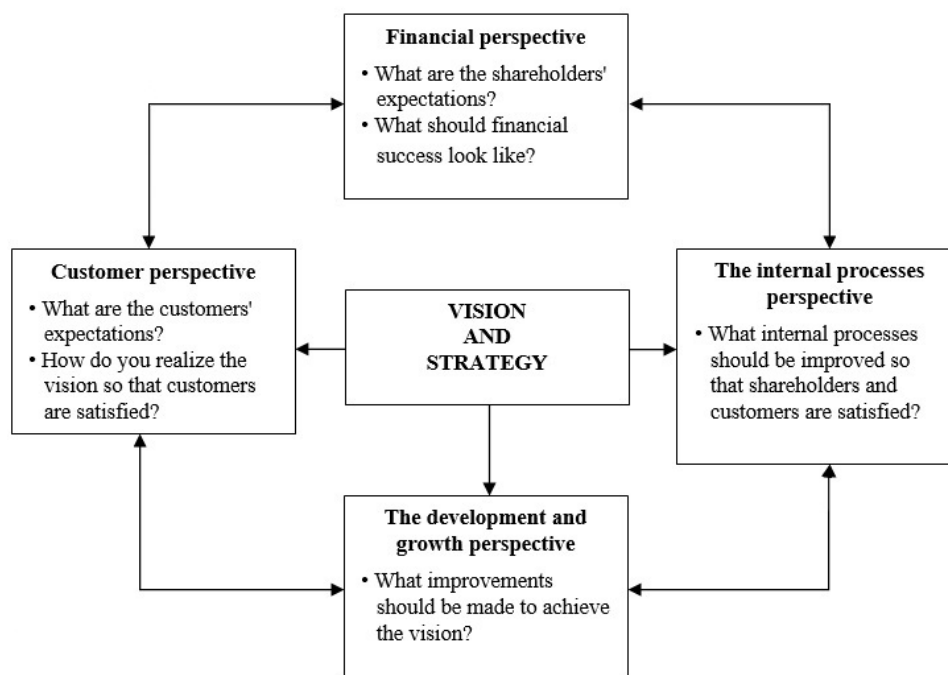 Financial perspective
• What are the shareholders'
expectations?
• What should financial
success look like?
Customer perspective
• What are the customers'
expectations?
• How do you realize the
vision so that customers
are satisfied?
VISION
AND
STRATEGY
The internal processes
perspective
• What internal processes
should be improved so
that shareholders and
customers are satisfied?
The development and
growth perspective
• What improvements
should be made to achieve
the vision?